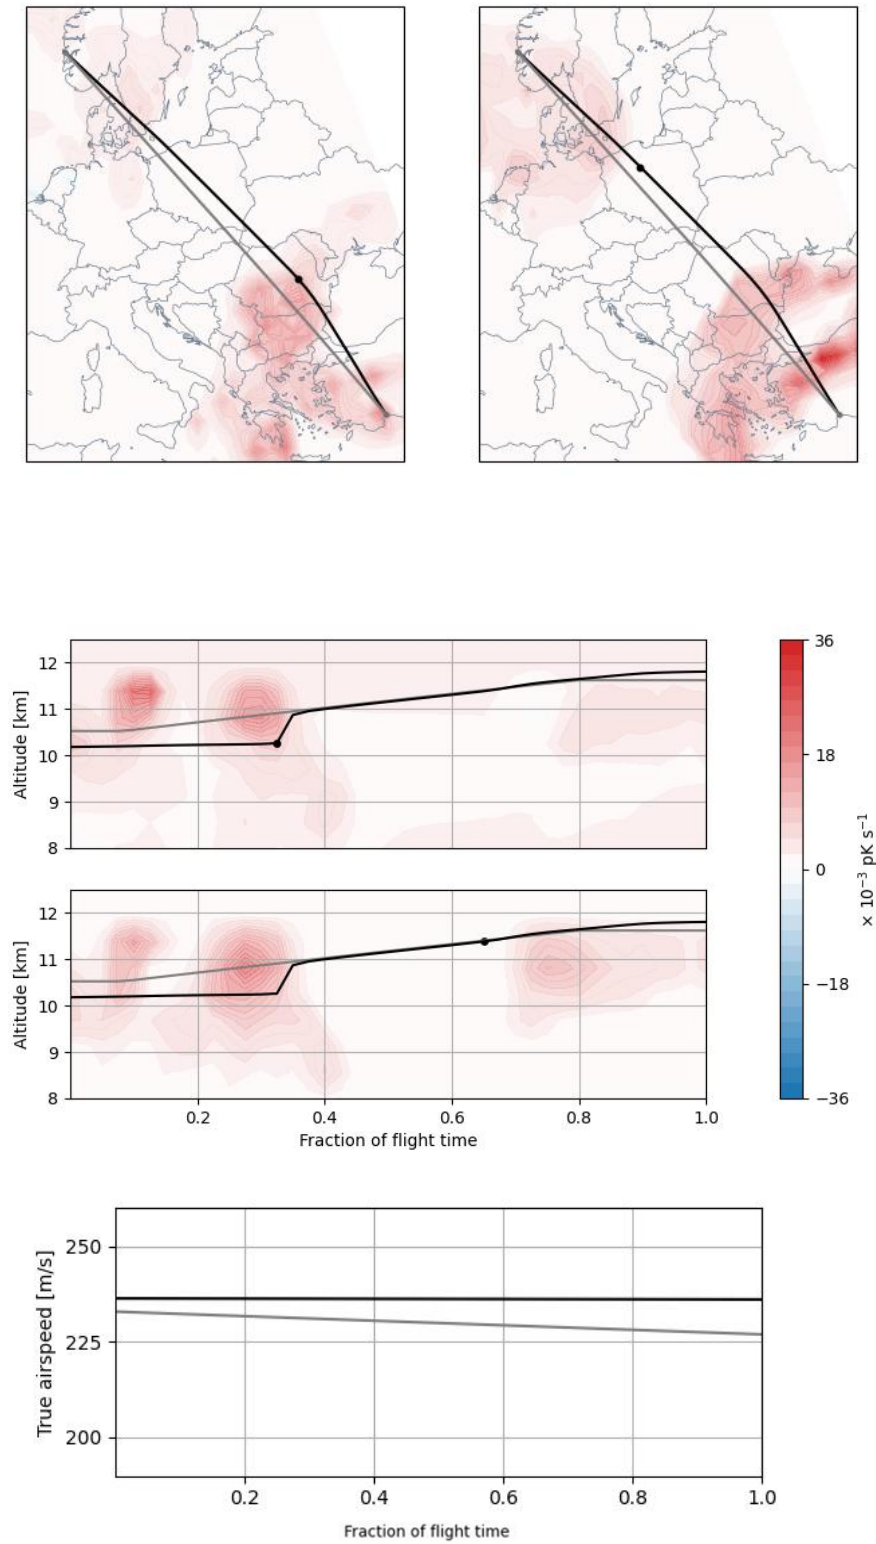 12
11
10
9
8
Altitude [km]
12
11
10
9
8
Altitude [km]
0.2 0.4 0.6 0.8 1.0
Fraction of flight time
36
18
0
−18
−36
× 10⁻³ pK s⁻¹
250
225
200
True airspeed [m/s]
0.2 0.4 0.6 0.8 1.0
Fraction of flight time